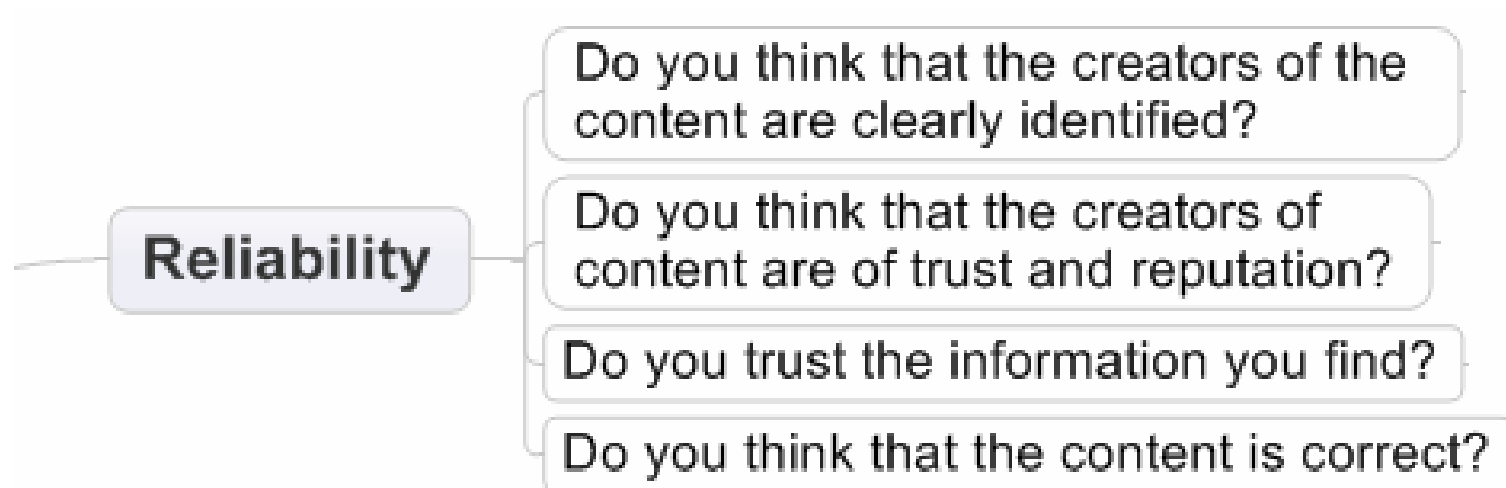 Reliability
Do you think that the creators of the
content are clearly identified?
Do you think that the creators of
content are of trust and reputation?
Do you trust the information you find?
Do you think that the content is correct?